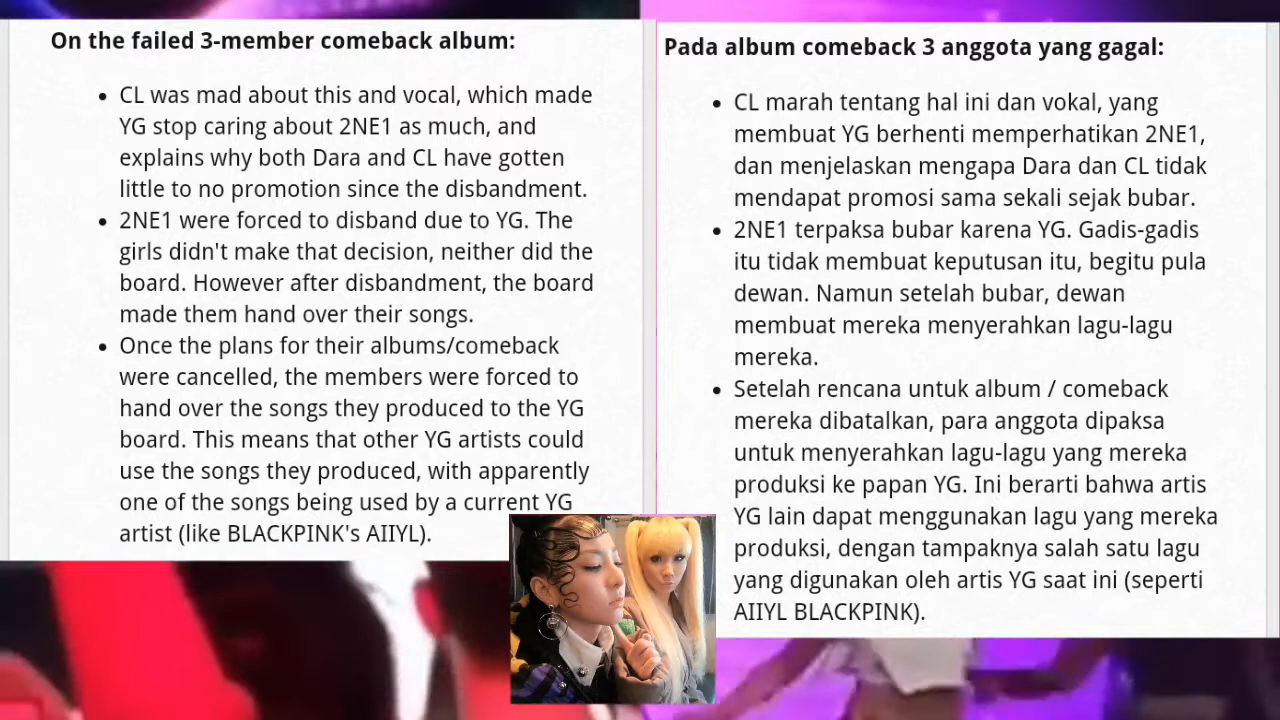 On the failed 3-member comeback album:
CL was mad about this and vocal, which made
YG stop caring about 2NE1 as much, and
explains why both Dara and CL have gotten
little to no promotion since the disbandment.
2NE1 were forced to disband due to YG. The
girls didn't make that decision, neither did the
board. However after disbandment, the board
made them hand over their songs.
Once the plans for their albums/comeback
were cancelled, the members were forced to
hand over the songs they produced to the YG
board. This means that other YG artists could
use the songs they produced, with apparently
one of the songs being used by a current YG
artist (like BLACKPINK's AIIYL).
Pada album comeback 3 anggota yang gagal:
CL marah tentang hal ini dan vokal, yang
membuat YG berhenti memperhatikan 2NE1,
dan menjelaskan mengapa Dara dan CL tidak
mendapat promosi sama sekali sejak bubar.
2NE1 terpaksa bubar karena YG. Gadis-gadis
itu tidak membuat keputusan itu, begitu pula
dewan. Namun setelah bubar, dewan
membuat mereka menyerahkan lagu-lagu
mereka.
Setelah rencana untuk album / comeback
mereka dibatalkan, para anggota dipaksa
untuk menyerahkan lagu-lagu yang mereka
produksi ke papan YG. Ini berarti bahwa artis
YG lain dapat menggunakan lagu yang mereka
produksi, dengan tampaknya salah satu lagu
yang digunakan oleh artis YG saat ini (seperti
AIIYL BLACKPINK).